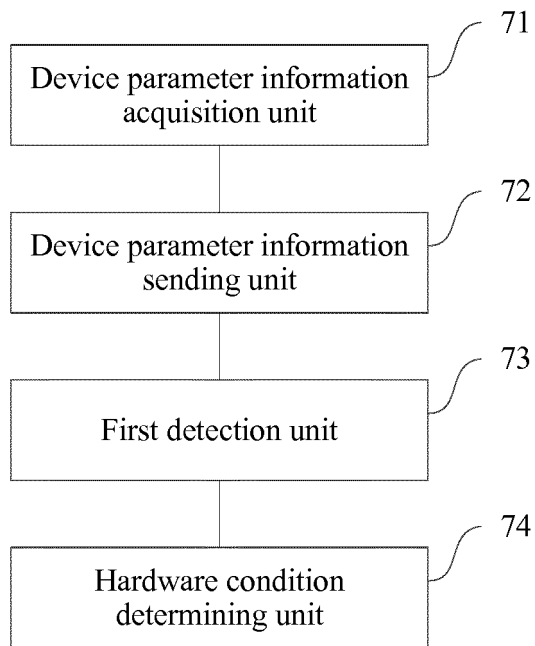 71
Device parameter information
acquisition unit
72
Device parameter information
sending unit
73
First detection unit
74
Hardware condition
determining unit